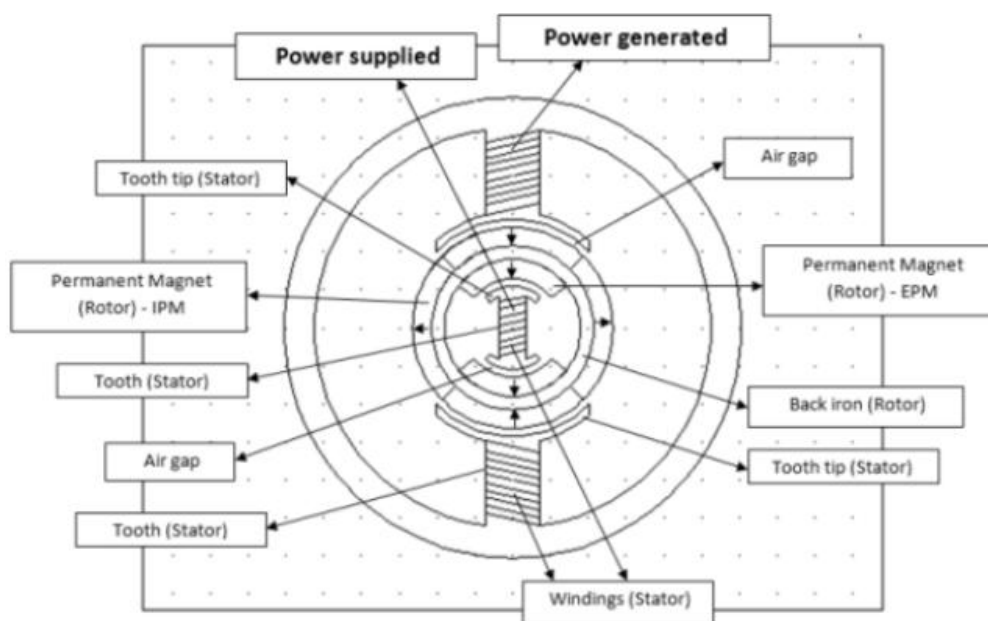 Power supplied
Power generated
Tooth tip (Stator)
Air gap
Permanent Magnet
(Rotor) - IPM
Permanent Magnet
(Rotor) - EPM
Tooth (Stator)
Back iron (Rotor)
Air gap
Tooth tip (Stator)
Tooth (Stator)
Windings (Stator)